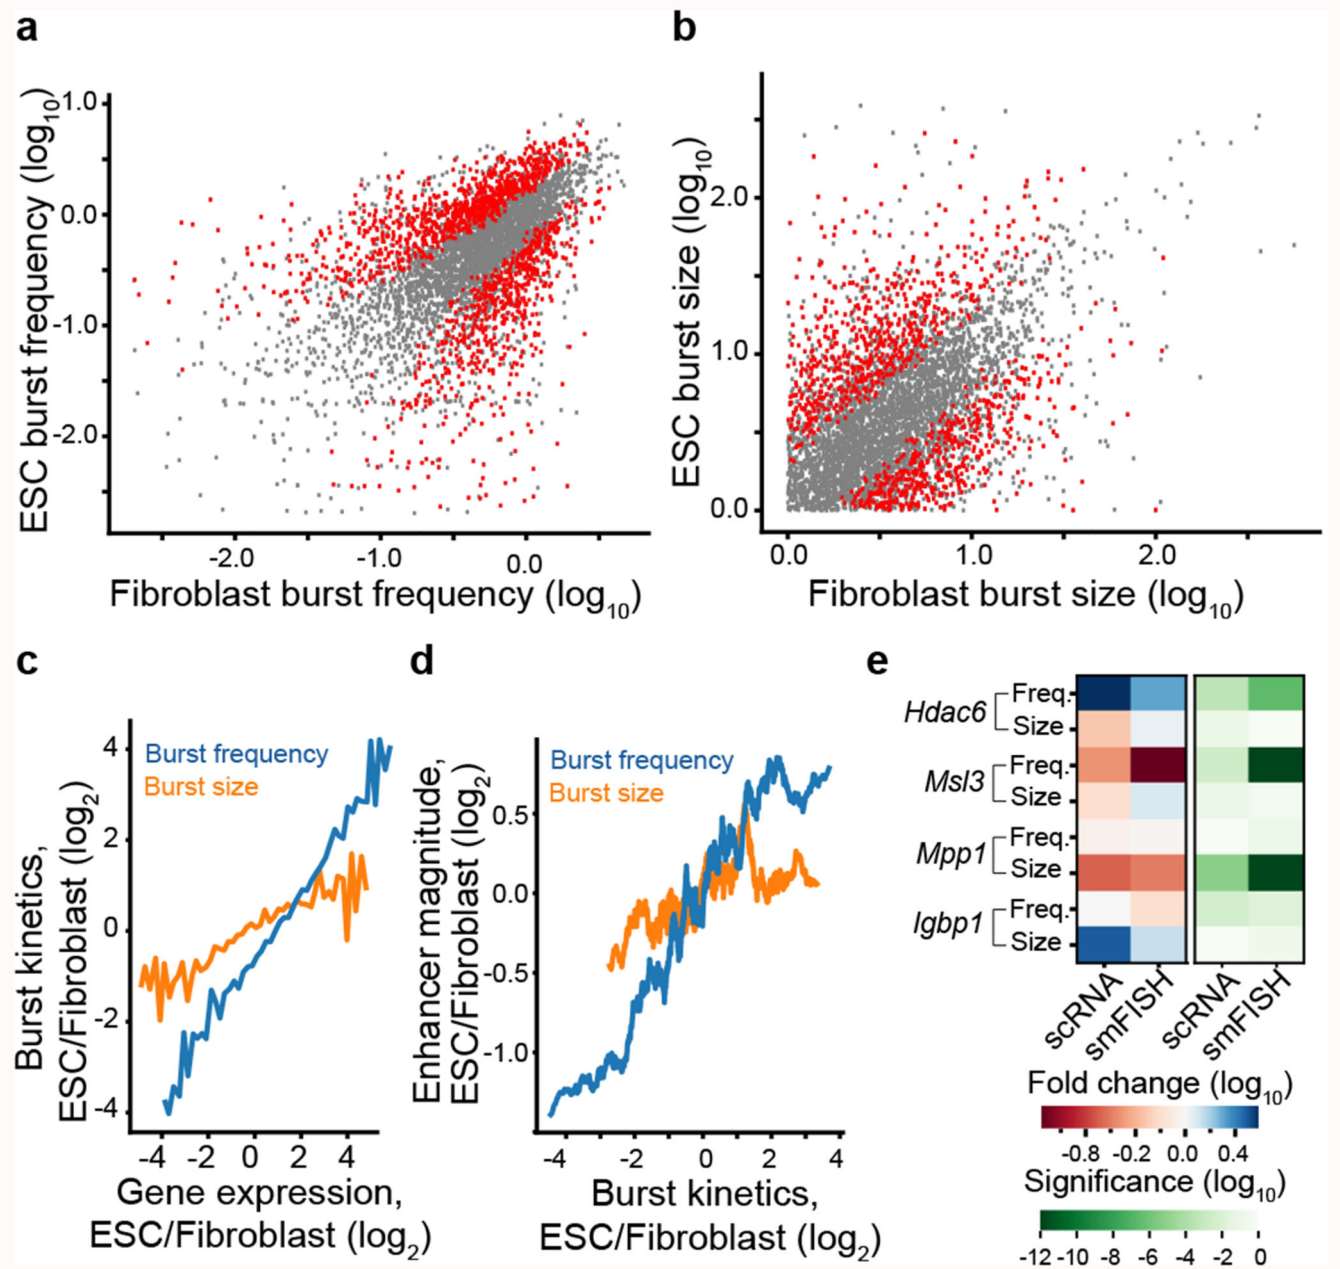 a
ESC burst frequency (log10)
1.0
0.0
-1.0
-2.0
-2.0 -1.0 0.0
Fibroblast burst frequency (log10)
b
ESC burst size (log10)
2.0
1.0
0.0
0.0 1.0 2.0
Fibroblast burst size (log10)
c
Burst kinetics,
ESC/Fibroblast (log2)
4
2
0
-2
-4
Burst frequency
Burst size
-4 -2 0 2 4
Gene expression,
ESC/Fibroblast (log2)
d
Enhancer magnitude,
ESC/Fibroblast (log2)
0.5
0.0
-0.5
-1.0
Burst frequency
Burst size
-4 -2 0 2 4
Burst kinetics,
ESC/Fibroblast (log2)
e
Hdac6 Freq.
Size
Msl3 Freq.
Size
Mpp1 Freq.
Size
Igbp1 Freq.
Size
scRNA smFISH scRNA smFISH
Fold change (log10)
-0.8 -0.2 0.0 0.4
Significance (log10)
-12 -10 -8 -6 -4 -2 0